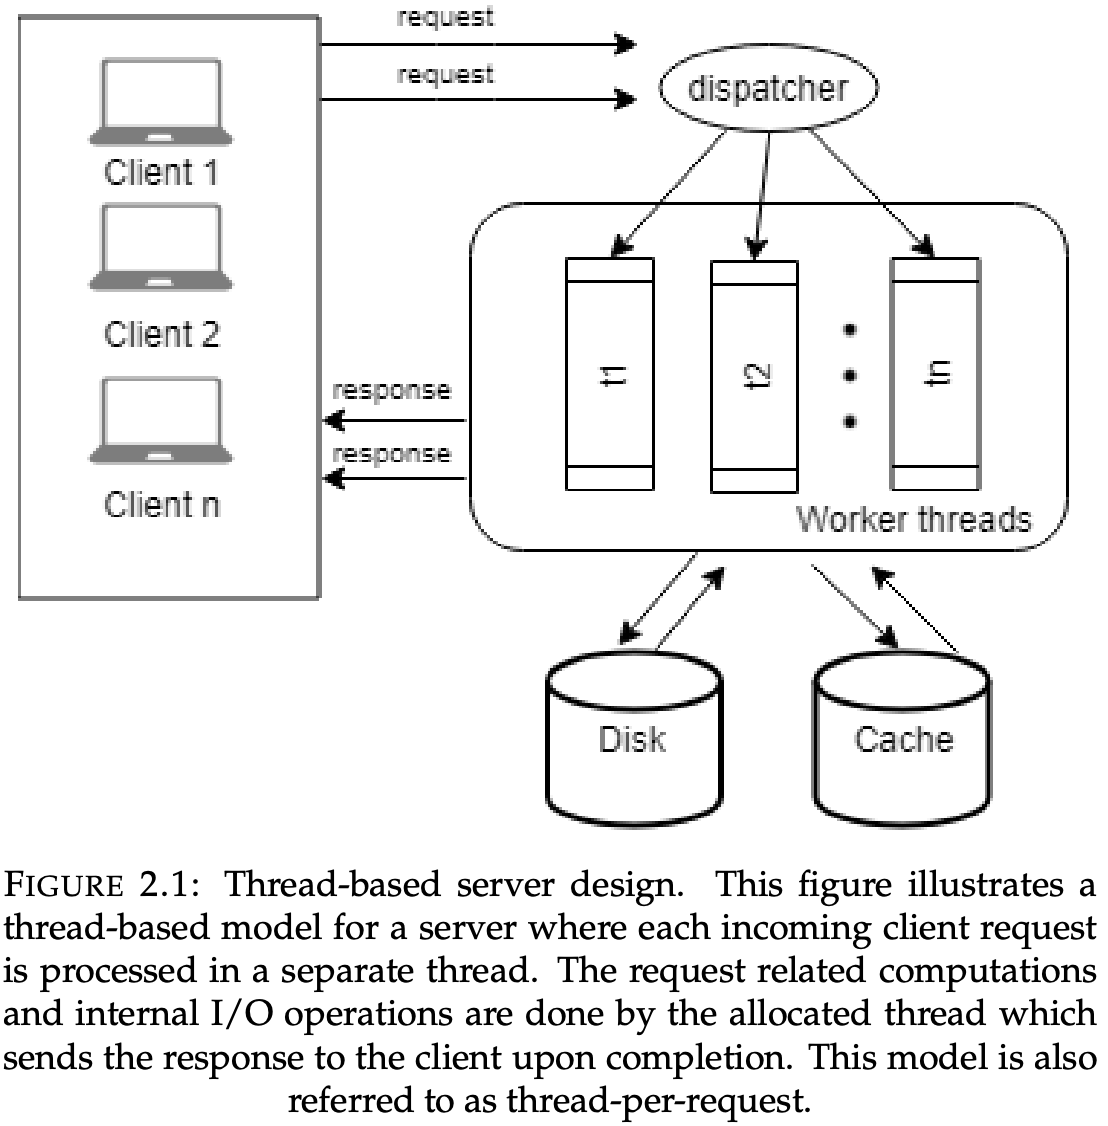 request
request
dispatcher
Client 1
Client 2
Client n
response
response
t1
t2
tn
Worker threads
Disk
Cache
FIGURE 2.1: Thread-based server design. This figure illustrates a
thread-based model for a server where each incoming client request
is processed in a separate thread. The request related computations
and internal I/O operations are done by the allocated thread which
sends the response to the client upon completion. This model is also
referred to as thread-per-request.